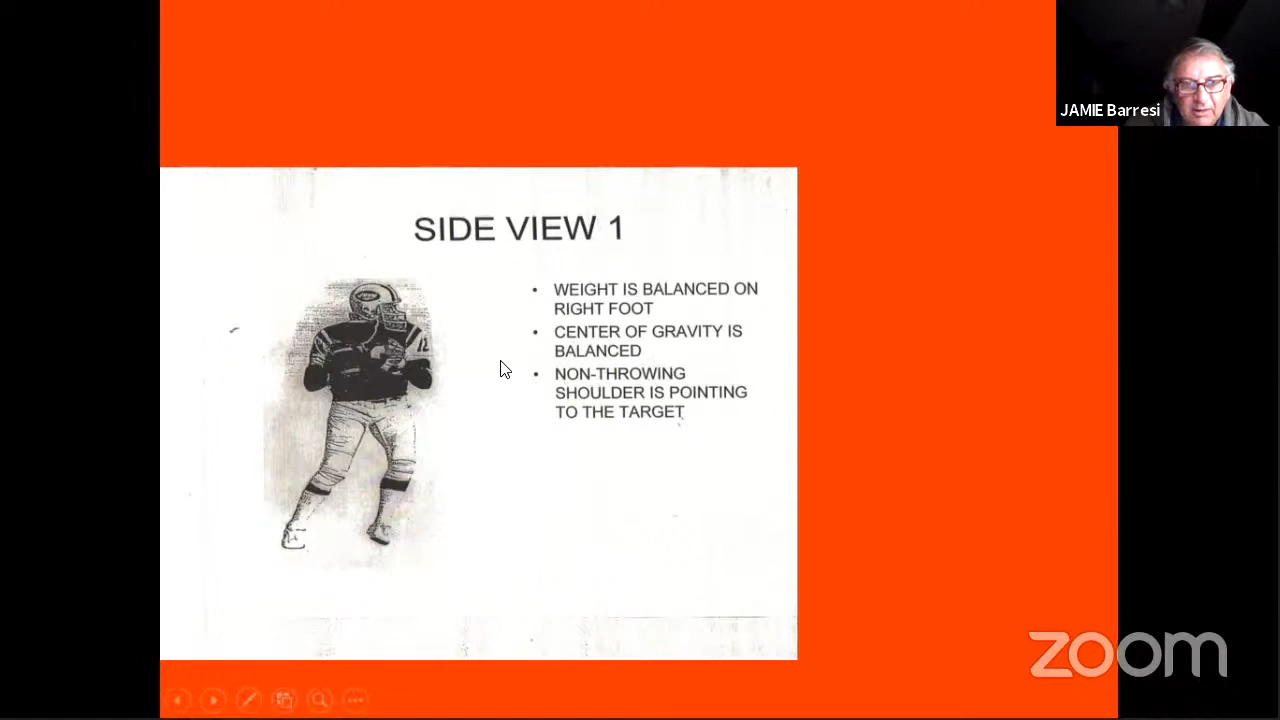 JAMIE Barresi
SIDE VIEW 1
• WEIGHT IS BALANCED ON
RIGHT FOOT
• CENTER OF GRAVITY IS
BALANCED
• NON-THROWING
SHOULDER IS POINTING
TO THE TARGET
12
zoom